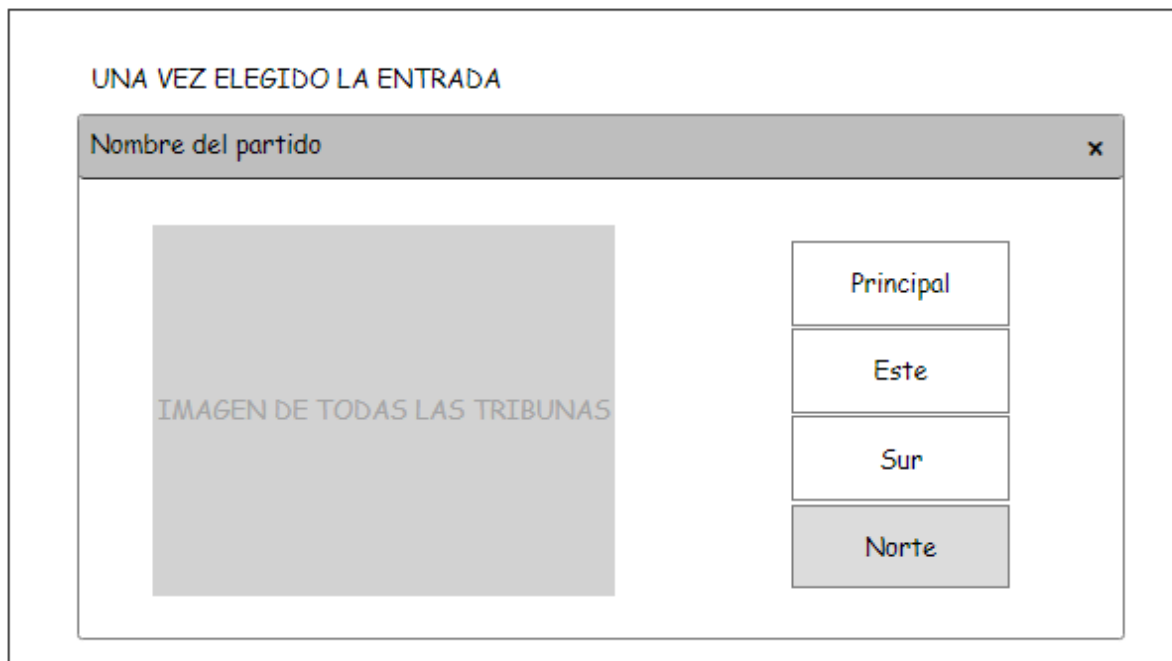 UNA VEZ ELEGIDO LA ENTRADA
Nombre del partido ×
IMAGEN DE TODAS LAS TRIBUNAS
Principal
Este
Sur
Norte